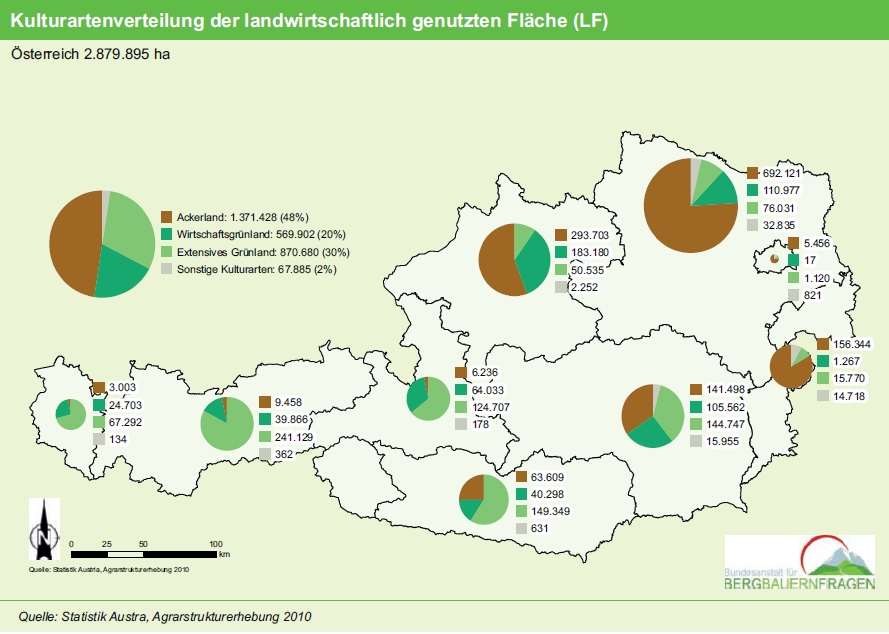 Kulturartenverteilung der landwirtschaftlich genutzten Fläche (LF)
Österreich 2.879.895 ha
Ackerland: 1.371.428 (48%)
Wirtschaftsgrünland: 569.902 (20%)
Extensives Grünland: 870.680 (30%)
Sonstige Kulturarten: 67.885 (2%)
692.121
110.977
76.031
32.835
293.703
183.180
50.535
2.252
5.456
17
1.120
821
156.344
1.267
15.770
14.718
3.003
24.703
67.292
134
9.458
39.866
241.129
362
6.236
64.033
124.707
178
141.498
105.562
144.747
15.955
63.609
40.298
149.349
631
N
0 25 50 100
km
Quelle: Statistik Austra, Agrarstrukturerhebung 2010
Bundesanstalt für
BERGBAUERNFRAGEN
Quelle: Statistik Austra, Agrarstrukturerhebung 2010